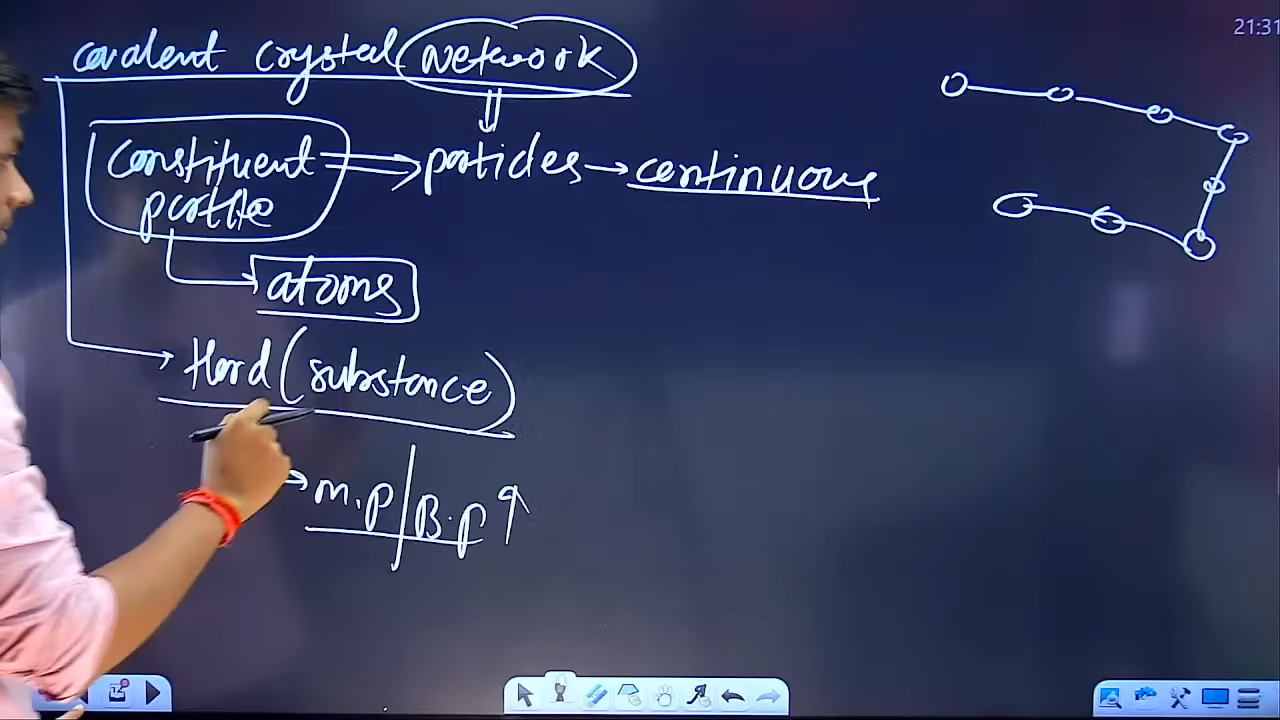 21:31
covalent crystal Network
constituent particles → continuous
particle
atoms
Hard (substance)
m.p | B.p ↑